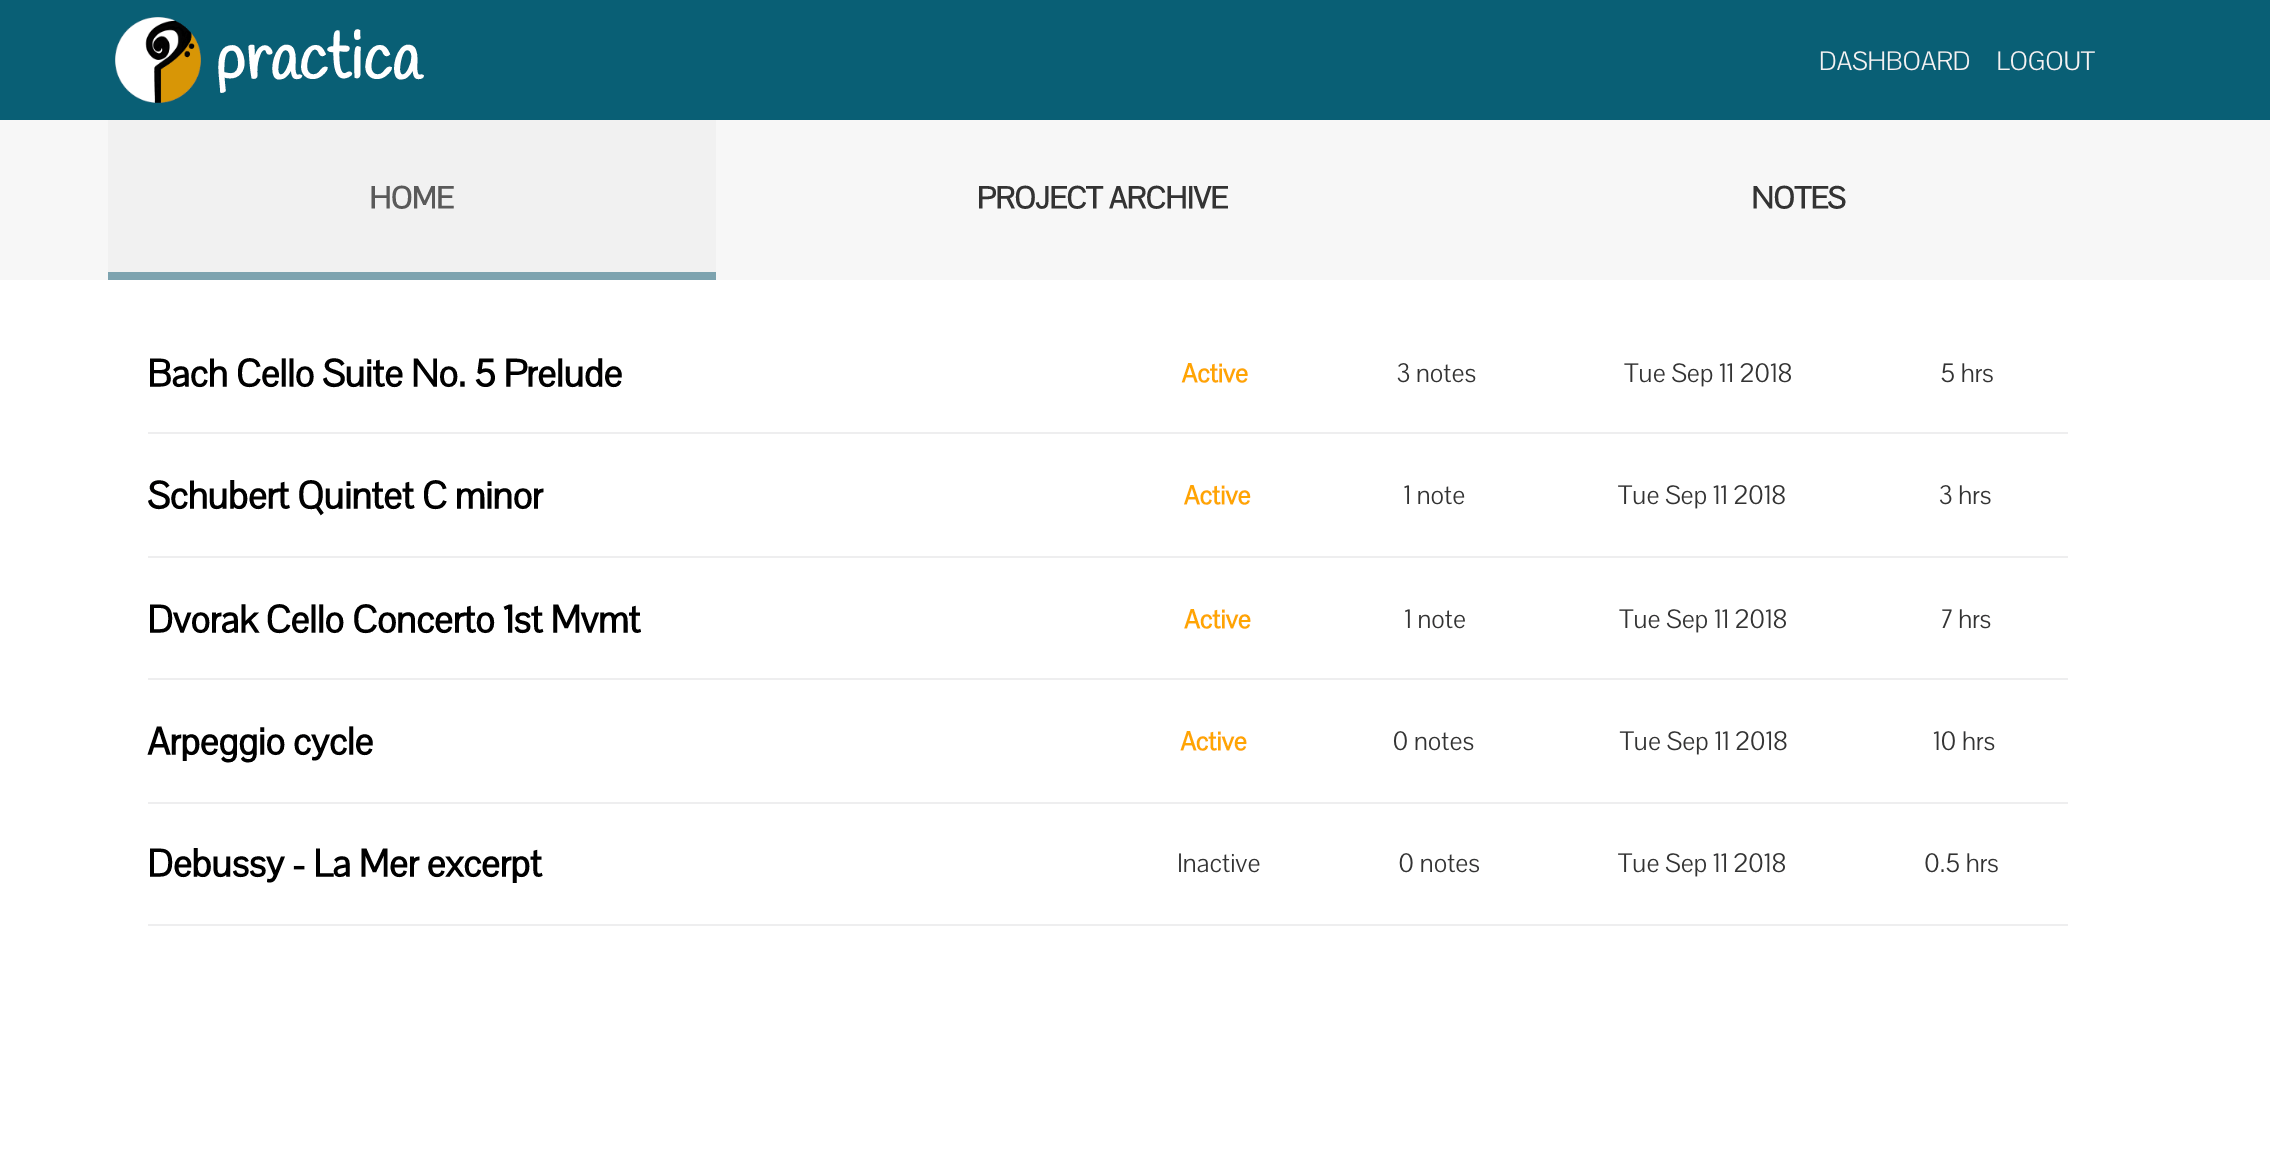 practica DASHBOARD LOGOUT
HOME PROJECT ARCHIVE NOTES
Bach Cello Suite No. 5 Prelude Active 3 notes Tue Sep 11 2018 5 hrs
Schubert Quintet C minor Active 1 note Tue Sep 11 2018 3 hrs
Dvorak Cello Concerto 1st Mvmt Active 1 note Tue Sep 11 2018 7 hrs
Arpeggio cycle Active 0 notes Tue Sep 11 2018 10 hrs
Debussy - La Mer excerpt Inactive 0 notes Tue Sep 11 2018 0.5 hrs